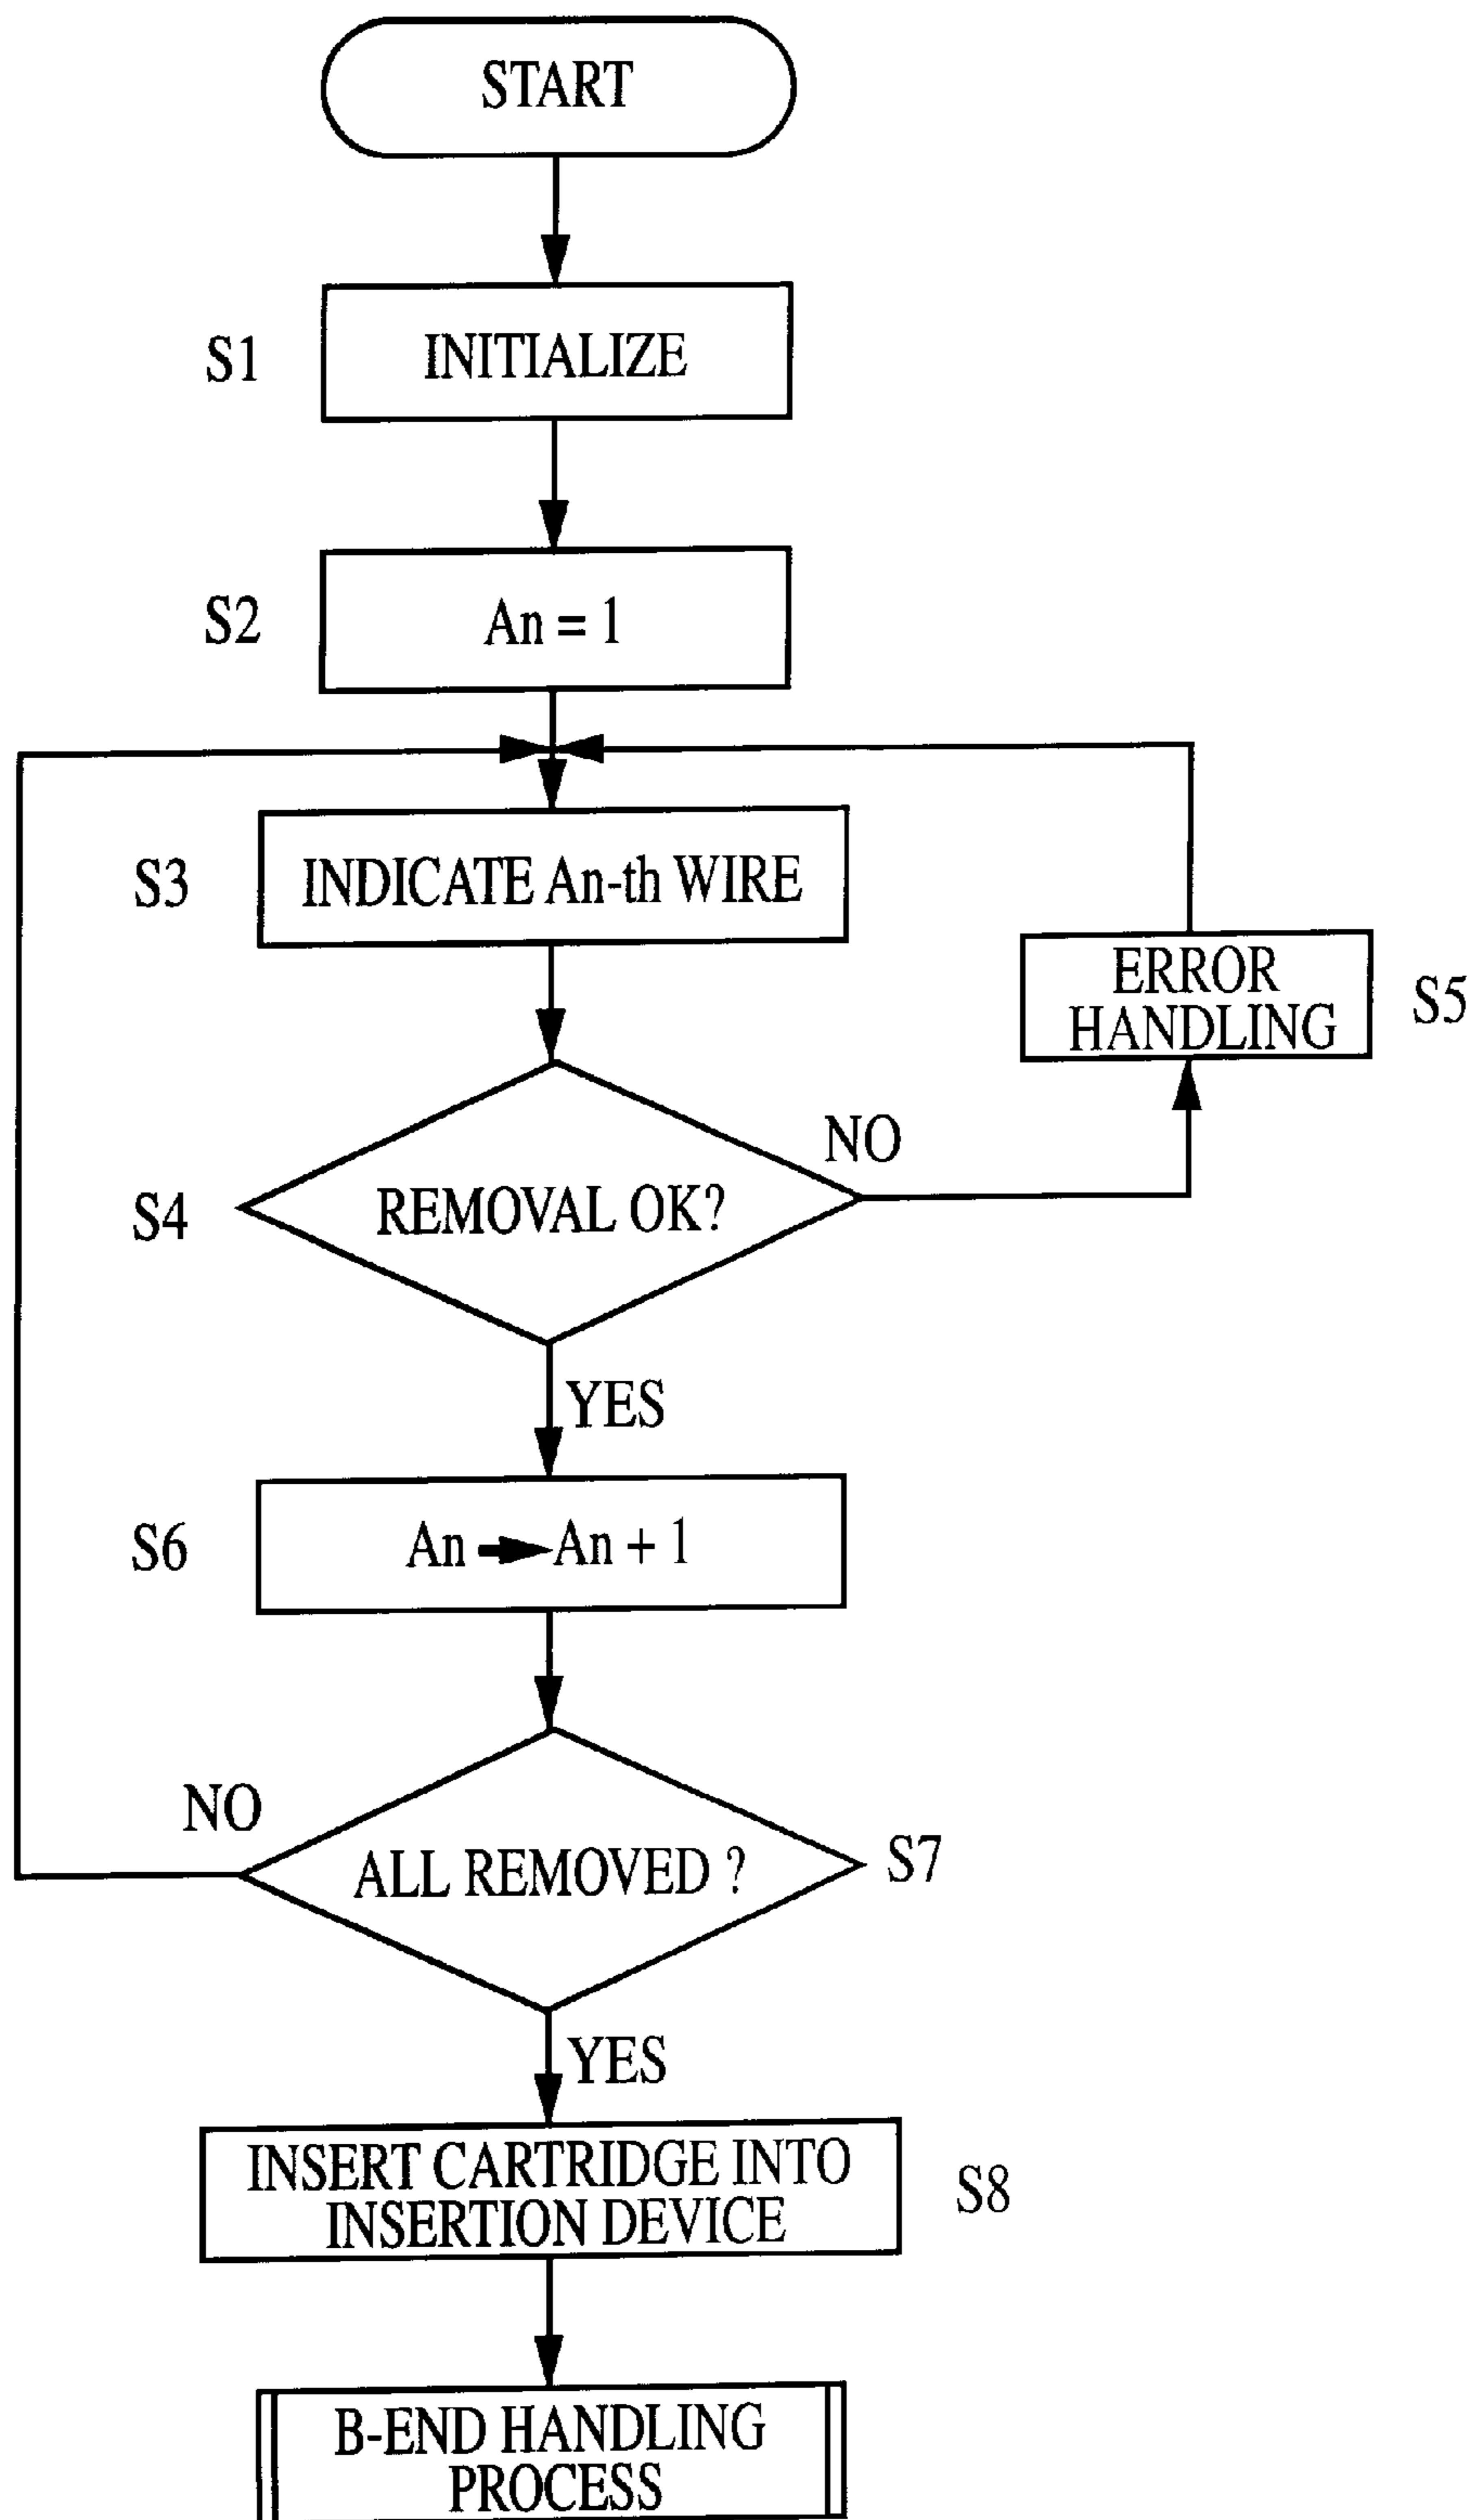 START
S1
INITIALIZE
S2
An = 1
S3
INDICATE An-th WIRE
ERROR
HANDLING
S5
NO
S4
REMOVAL OK?
YES
S6
An → An + 1
NO
ALL REMOVED ?
S7
YES
INSERT CARTRIDGE INTO
INSERTION DEVICE
S8
B-END HANDLING
PROCESS